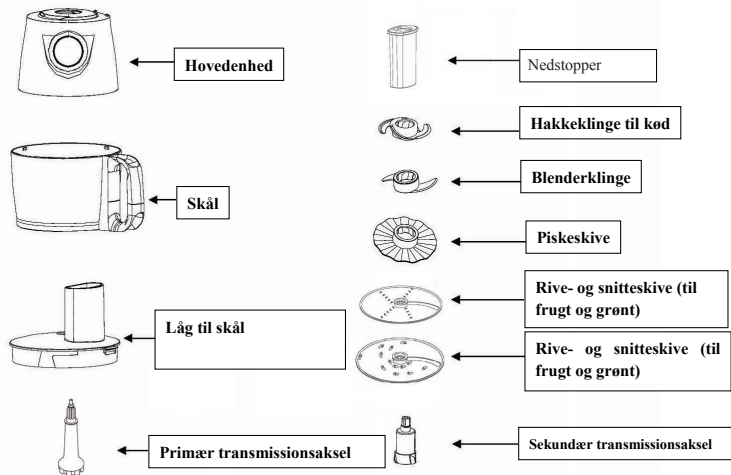 Hovedenhed
Skål
Låg til skål
Primær transmissionsaksel
Nedstopper
Hakkeklinge til kød
Blenderklinge
Piskeskive
Rive- og snitteskive (til
frugt og grønt)
Rive- og snitteskive (til
frugt og grønt)
Sekundær transmissionsaksel